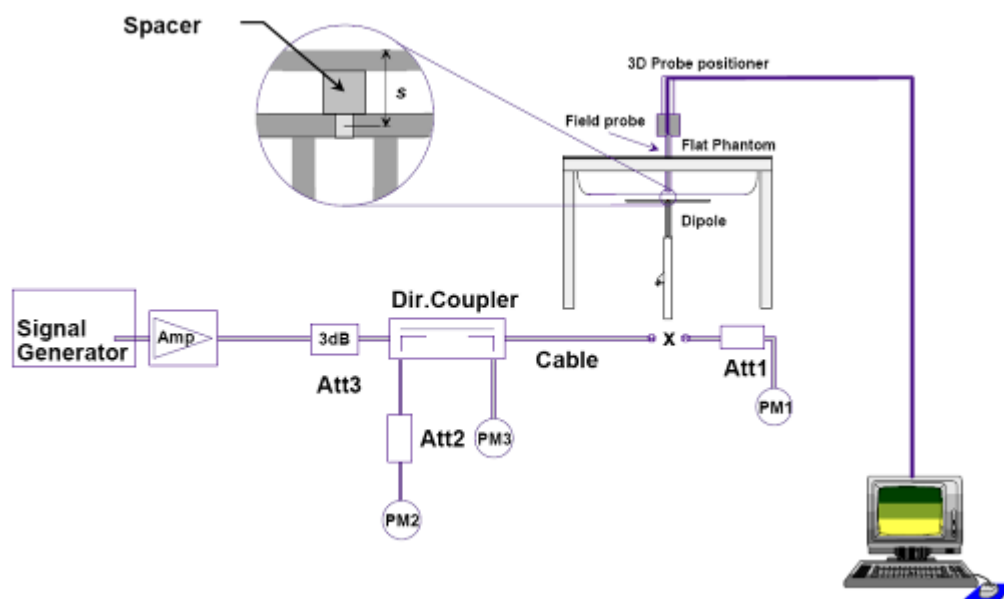 Spacer
s
3D Probe positioner
Field probe
Flat Phantom
Dipole
Dir.Coupler
Signal
Generator
Amp
3dB
Att3
Cable
x
Att1
PM1
Att2
PM3
PM2